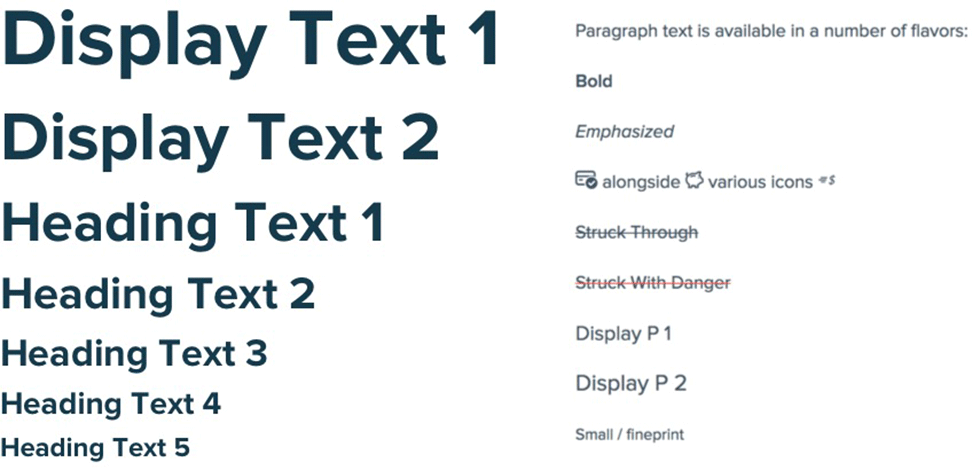 Display Text 1
Display Text 2
Heading Text 1
Heading Text 2
Heading Text 3
Heading Text 4
Heading Text 5
Paragraph text is available in a number of flavors:
Bold
Emphasized
alongside various icons $
Struck Through
Struck With Danger
Display P 1
Display P 2
Small / fineprint